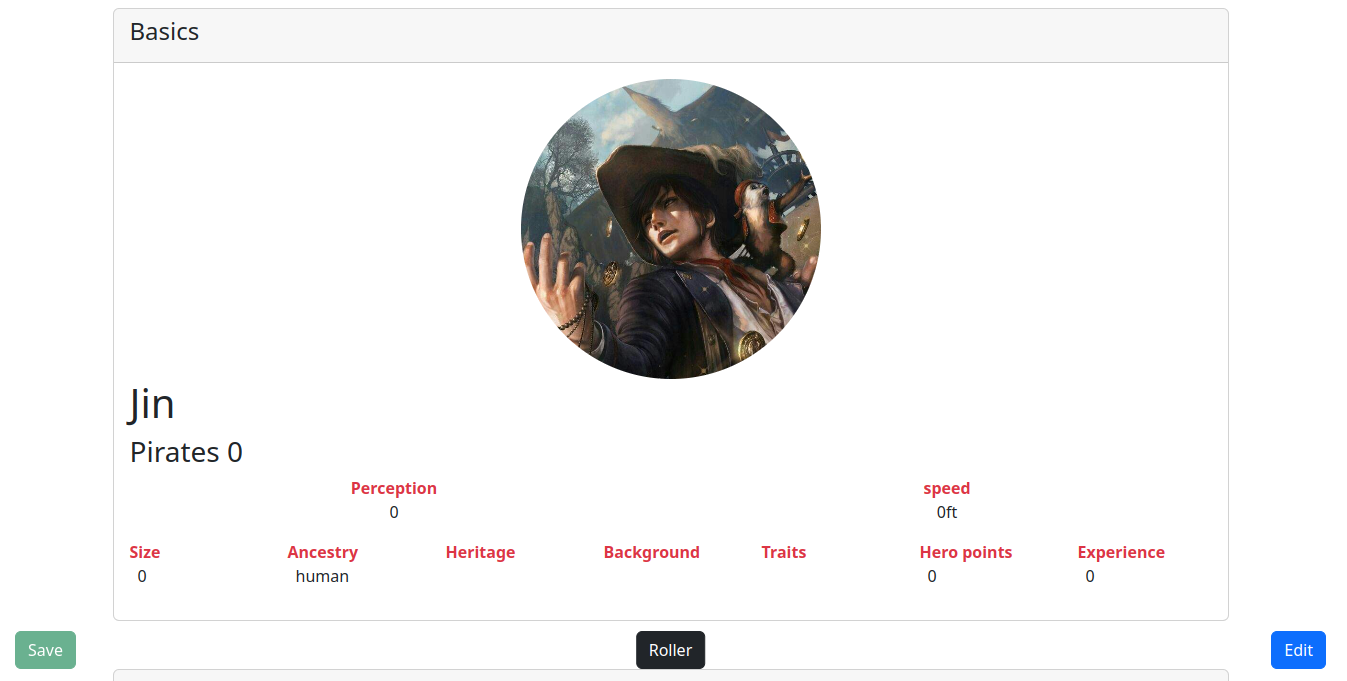 Basics
Jin
Pirates 0
Perception speed
0 0ft
Size Ancestry Heritage Background Traits Hero points Experience
0 human 0 0
Save Roller Edit